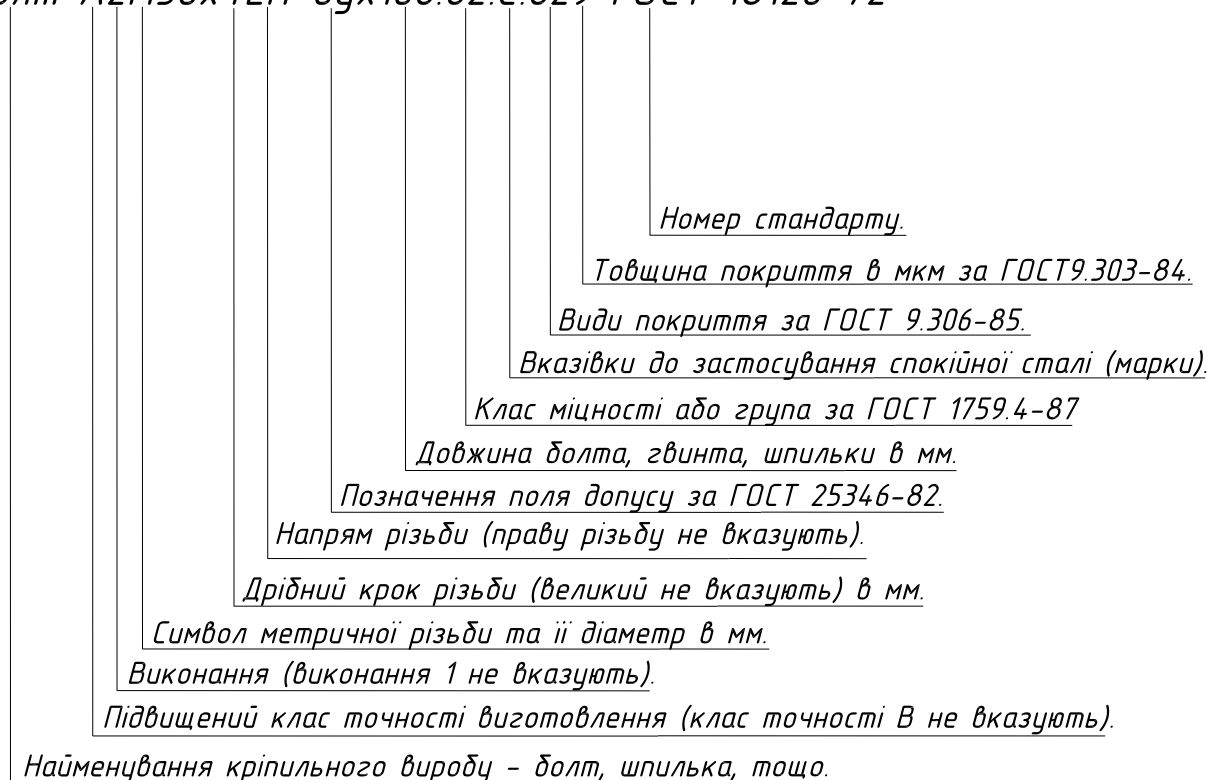 Номер стандарту.
Товщина покриття в мкм за ГОСТ9.303-84.
Види покриття за ГОСТ 9.306-85.
Вказівки до застосування спокійної сталі (марки).
Клас міцності або група за ГОСТ 1759.4-87
Довжина болта, гвинта, шпильки в мм.
Позначення поля допусу за ГОСТ 25346-82.
Напрям різьби (праву різьбу не вказують).
Дрібний крок різьби (великий не вказують) в мм.
Символ метричної різьби та її діаметр в мм.
Виконання (виконання 1 не вказують).
Підвищений клас точності виготовлення (клас точності В не вказують).
Найменування кріпильного виробу - болт, шпилька, тощо.